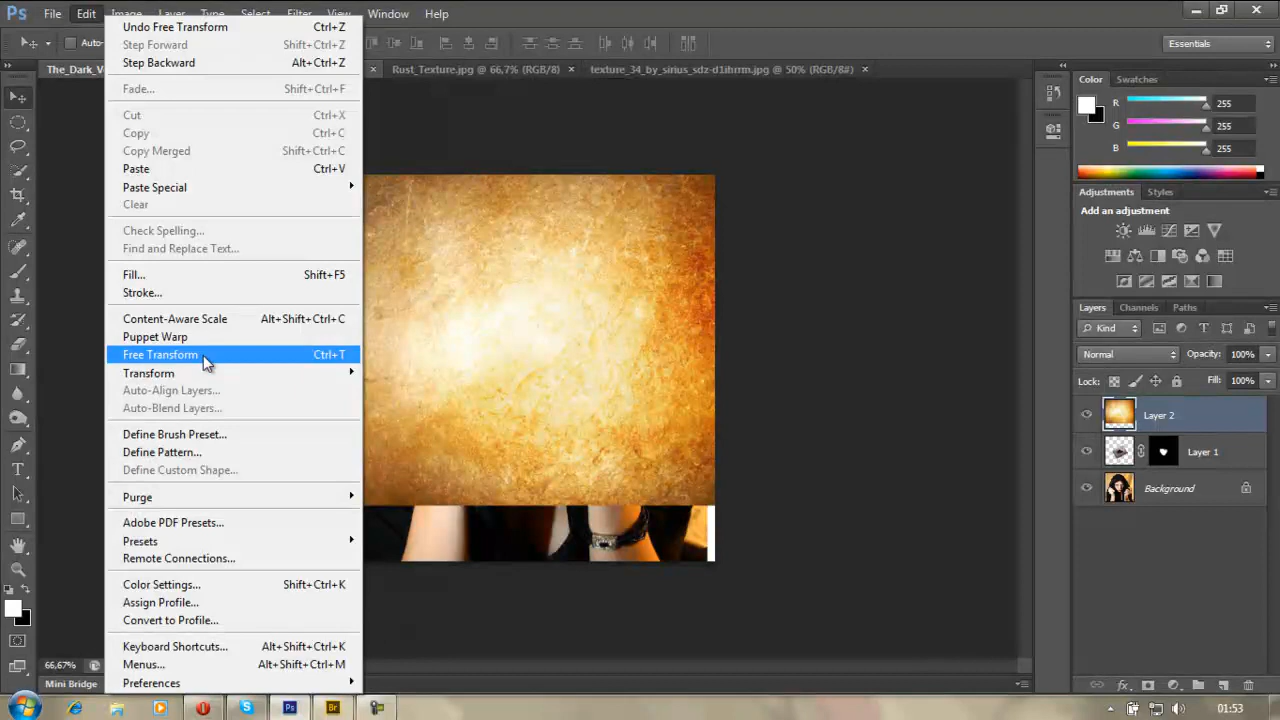 Ps File Edit Image Layer Type Select Filter Window Help
Auto- Essentials
The_Dark_V Rust_Texture.jpg @ 66,7% (RGB/8) texture_34_by_sirius_sdz-d1ihrrm.jpg @ 50% (RGB/8#)
Undo Free Transform Ctrl+Z
Step Forward Shift+Ctrl+Z
Step Backward Alt+Ctrl+Z
Fade... Shift+Ctrl+F
Cut Ctrl+X
Copy Ctrl+C
Copy Merged Shift+Ctrl+C
Paste Ctrl+V
Paste Special
Clear
Check Spelling...
Find and Replace Text...
Fill... Shift+F5
Stroke...
Content-Aware Scale Alt+Shift+Ctrl+C
Puppet Warp
Free Transform Ctrl+T
Transform
Auto-Align Layers...
Auto-Blend Layers...
Define Brush Preset...
Define Pattern...
Define Custom Shape...
Purge
Adobe PDF Presets...
Presets
Remote Connections...
Color Settings... Shift+Ctrl+K
Assign Profile...
Convert to Profile...
Keyboard Shortcuts... Alt+Shift+Ctrl+K
Menus... Alt+Shift+Ctrl+M
Preferences
Color Swatches
R 255
G 255
B 255
Adjustments Styles
Add an adjustment
Layers Channels Paths
Kind
Normal Opacity: 100%
Lock: Fill: 100%
Layer 2
Layer 1
Background
66,67%
Mini Bridge
Ps Br 01:53